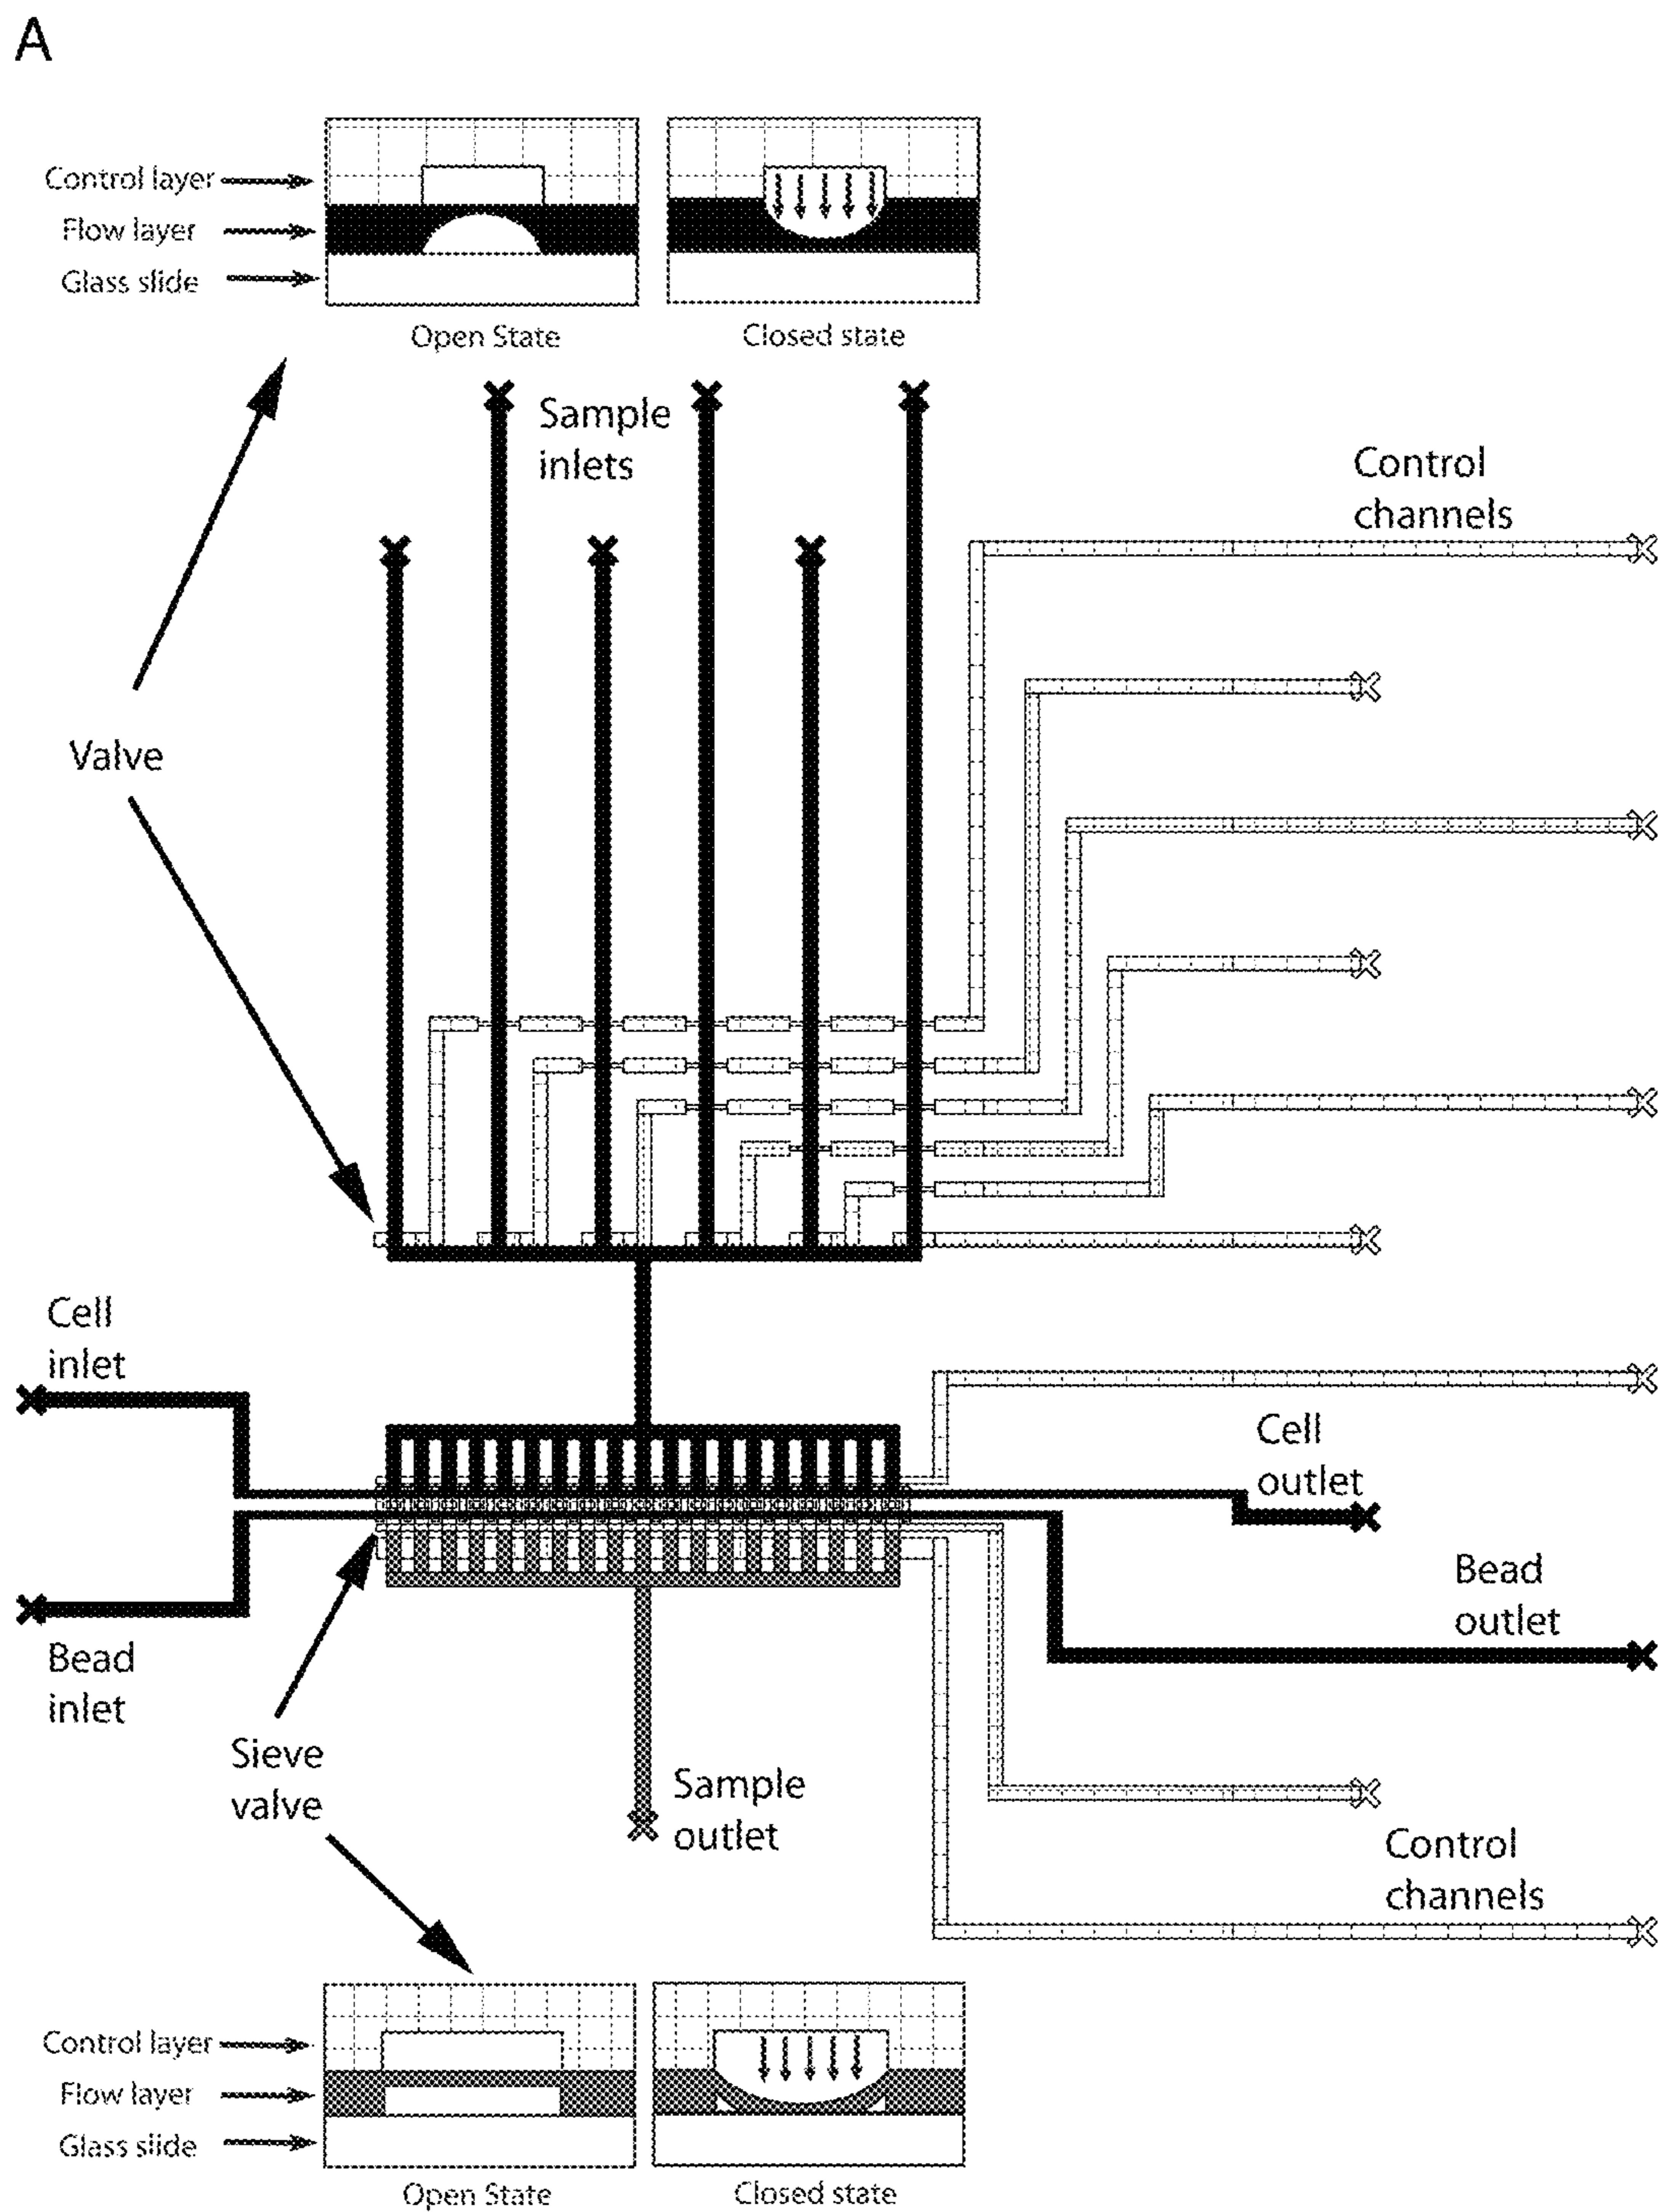 A
Control layer
Flow layer
Glass slide
Open State
Closed state
Sample
inlets
Control
channels
Valve
Cell
inlet
Cell
outlet
Bead
outlet
Bead
inlet
Sieve
valve
Sample
outlet
Control
channels
Control layer
Flow layer
Glass slide
Open State
Closed state